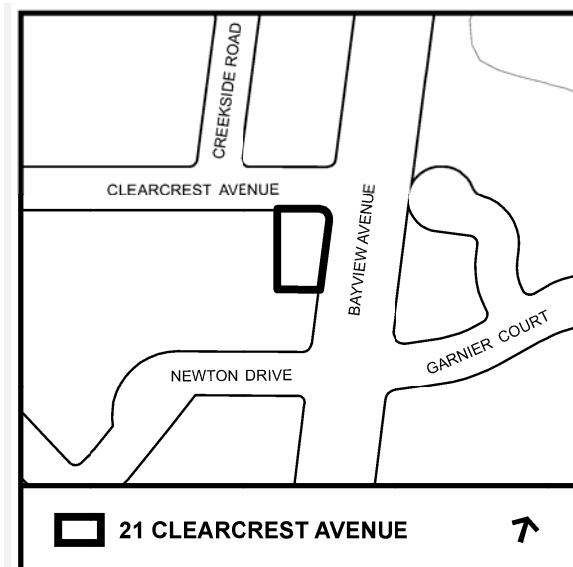 CREEKSIDE ROAD
CLEARCREST AVENUE
BAYVIEW AVENUE
GARNIER COURT
NEWTON DRIVE
21 CLEARCREST AVENUE